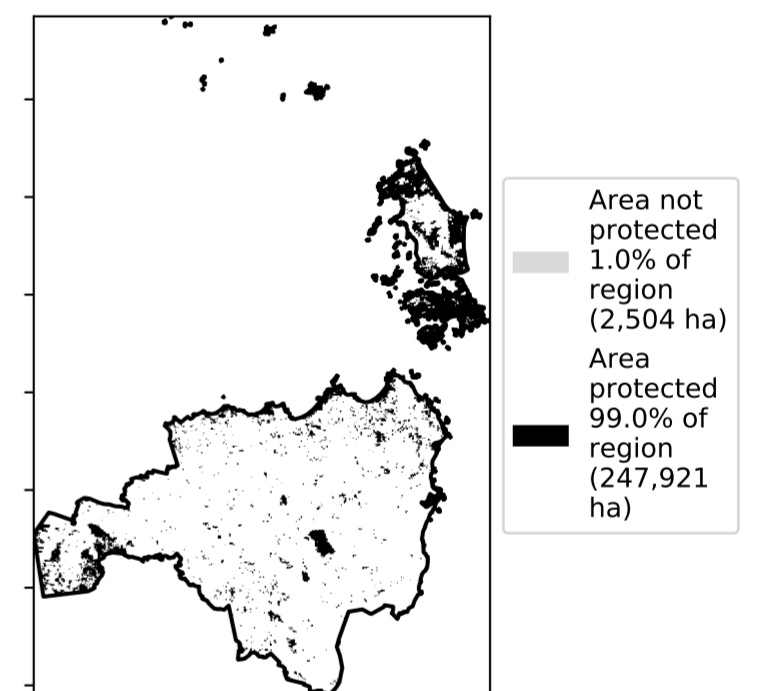 Area not
protected
1.0% of
region
(2,504 ha)
Area
protected
99.0% of
region
(247,921
ha)